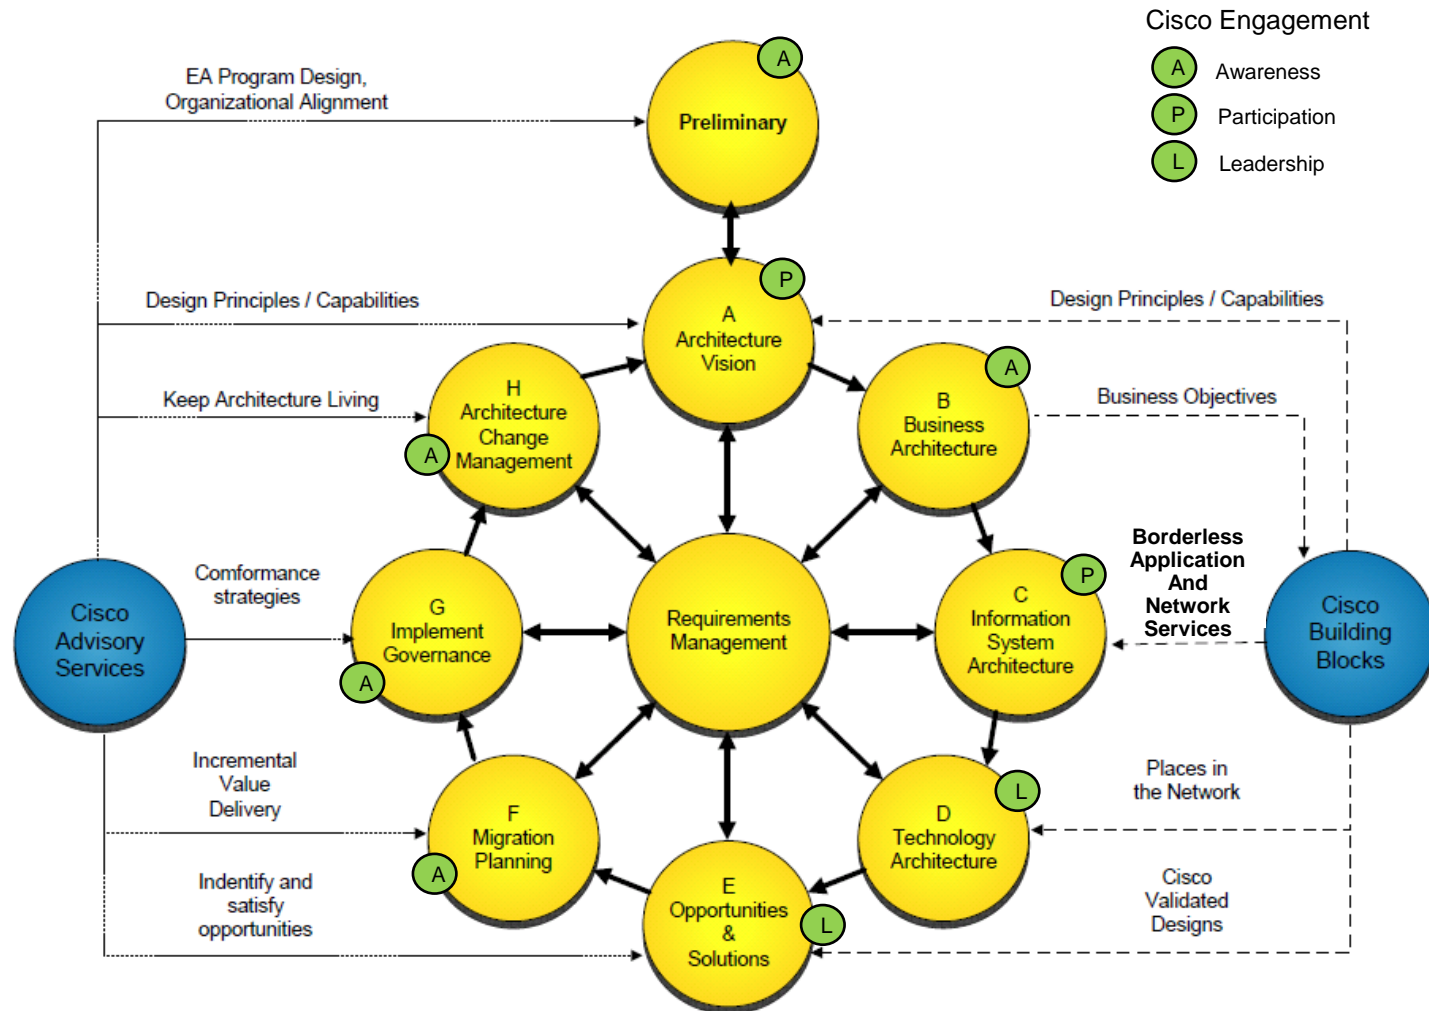 Cisco Engagement
A
Awareness
P
Participation
L
Leadership
EA Program Design,
Organizational Alignment
A
Preliminary
Design Principles / Capabilities
P
A
Architecture
Vision
Design Principles / Capabilities
Keep Architecture Living
H
Architecture
Change
Management
A
A
B
Business
Architecture
Business Objectives
Cisco
Advisory
Services
Comformance
strategies
G
Implement
Governance
A
Requirements
Management
P
C
Information
System
Architecture
Borderless
Application
And
Network
Services
Cisco
Building
Blocks
Incremental
Value
Delivery
F
Migration
Planning
A
L
D
Technology
Architecture
Places in
the Network
Indentify and
satisfy
opportunities
E
Opportunities
&
Solutions
L
Cisco
Validated
Designs